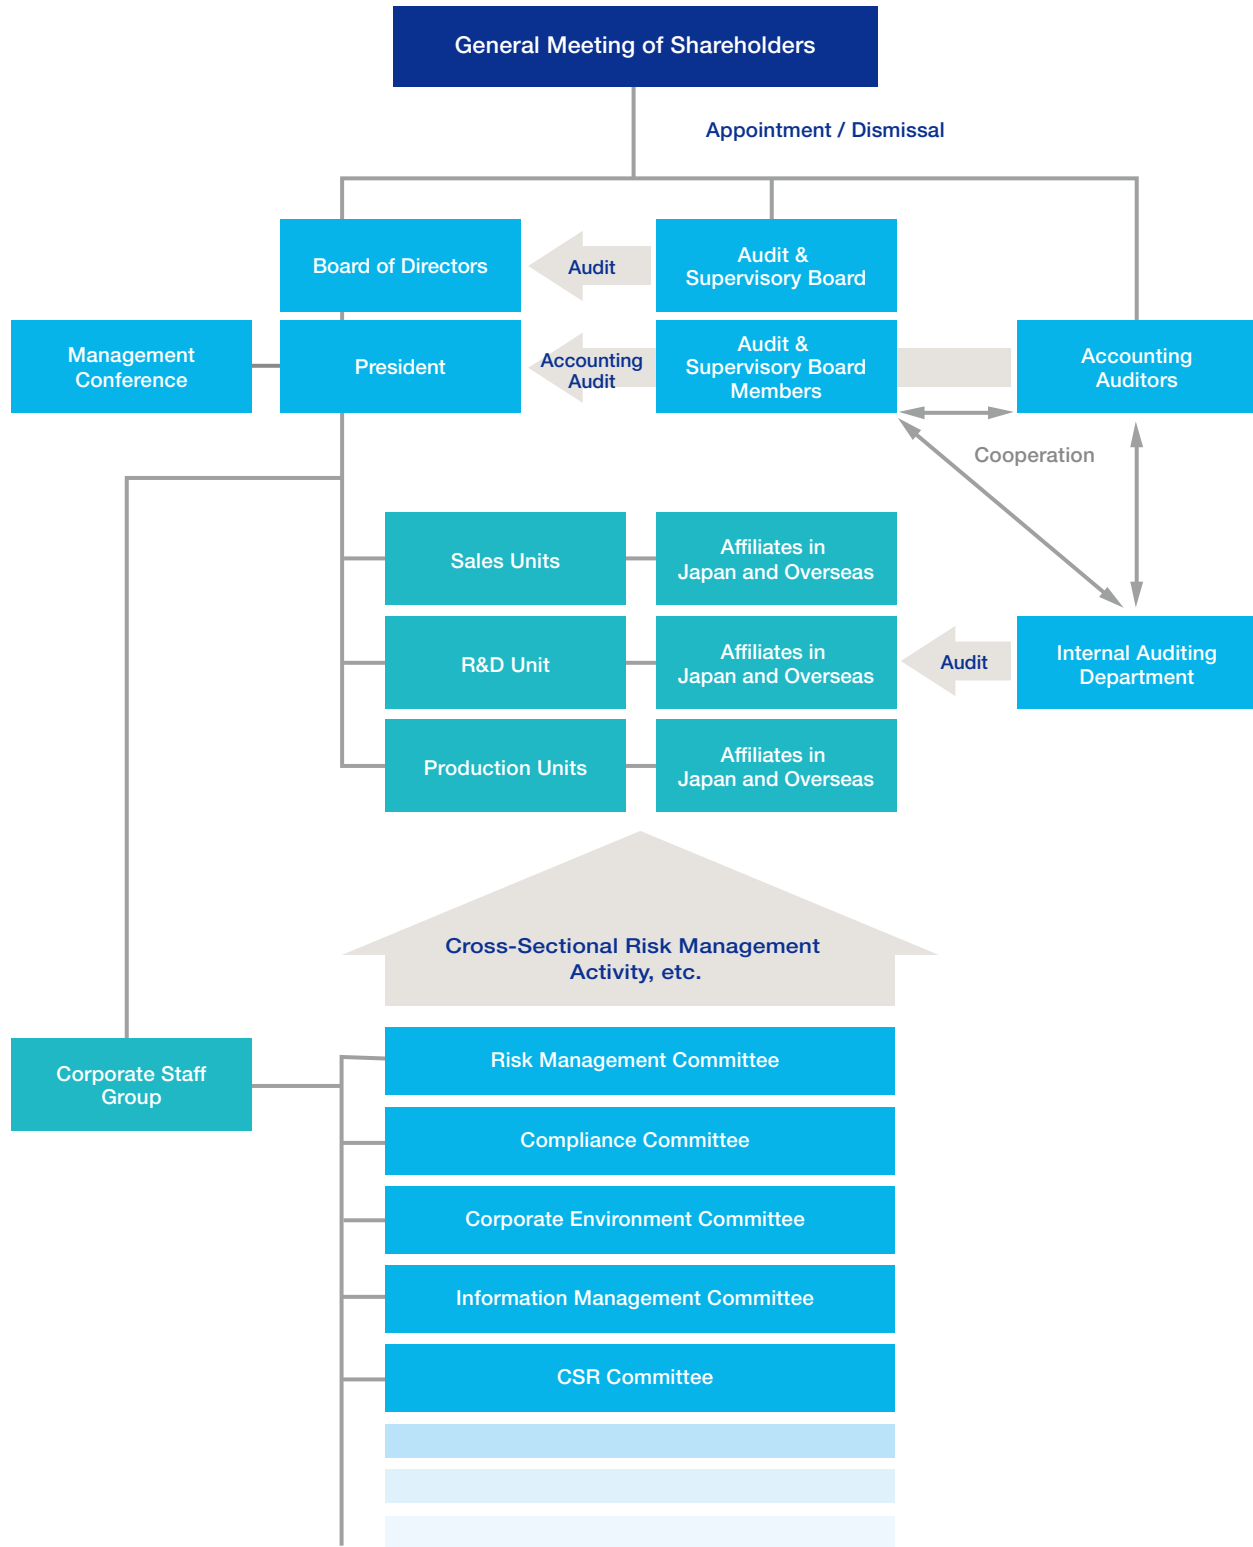 General Meeting of Shareholders
Appointment / Dismissal
Board of Directors
Audit
Audit &
Supervisory Board
Management
Conference
President
Accounting
Audit
Audit &
Supervisory Board
Members
Accounting
Auditors
Cooperation
Sales Units
Affiliates in
Japan and Overseas
R&D Unit
Affiliates in
Japan and Overseas
Audit
Internal Auditing
Department
Production Units
Affiliates in
Japan and Overseas
Cross-Sectional Risk Management
Activity, etc.
Corporate Staff
Group
Risk Management Committee
Compliance Committee
Corporate Environment Committee
Information Management Committee
CSR Committee